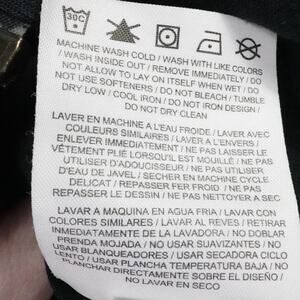 30C
MACHINE WASH COLD / WASH WITH LIKE COLORS
/ WASH INSIDE OUT / REMOVE IMMEDIATELY / DO
NOT ALLOW TO LAY ON ITSELF WHEN WET / DO
NOT USE SOFTENERS / DO NOT BLEACH / TUMBLE
DRY LOW / COOL IRON / DO NOT IRON DESIGN /
DO NOT DRY CLEAN
LAVER EN MACHINE A L'EAU FROIDE / LAVER AVEC
COULEURS SIMILAIRES / LAVER A L'ENVERS /
ENLEVER IMMÉDIATEMENT / NE PAS LAISSER LE
VÊTEMENT PLIÉ LORSQU'IL EST MOUILLÉ / NE PAS
UTILISER D'ADOUCISSEUR / NE PAS UTILISER
D'EAU DE JAVEL / SECHER EN MACHINE CYCLE
DELICAT / REPASSER FER FROID / NE PAS
REPASSER LE DESSIN / NE PAS NETTOYER A SEC
LAVAR A MAQUINA EN AGUA FRIA / LAVAR CON
COLORES SIMILARES / LAVAR AL REVES / RETIRAR
INMEDIATAMENTE DE LA LAVADORA / NO DOBLAR
PRENDA MOJADA / NO USAR SUAVIZANTES / NO
USAR BLANQUEADORES / USAR SECADORA CICLO
LENTO / USAR PLANCHA TEMPERATURA BAJA / NO
PLANCHAR DIRECTAMENTE SOBRE EL DISEÑO /
NO LAVAR EN SECO